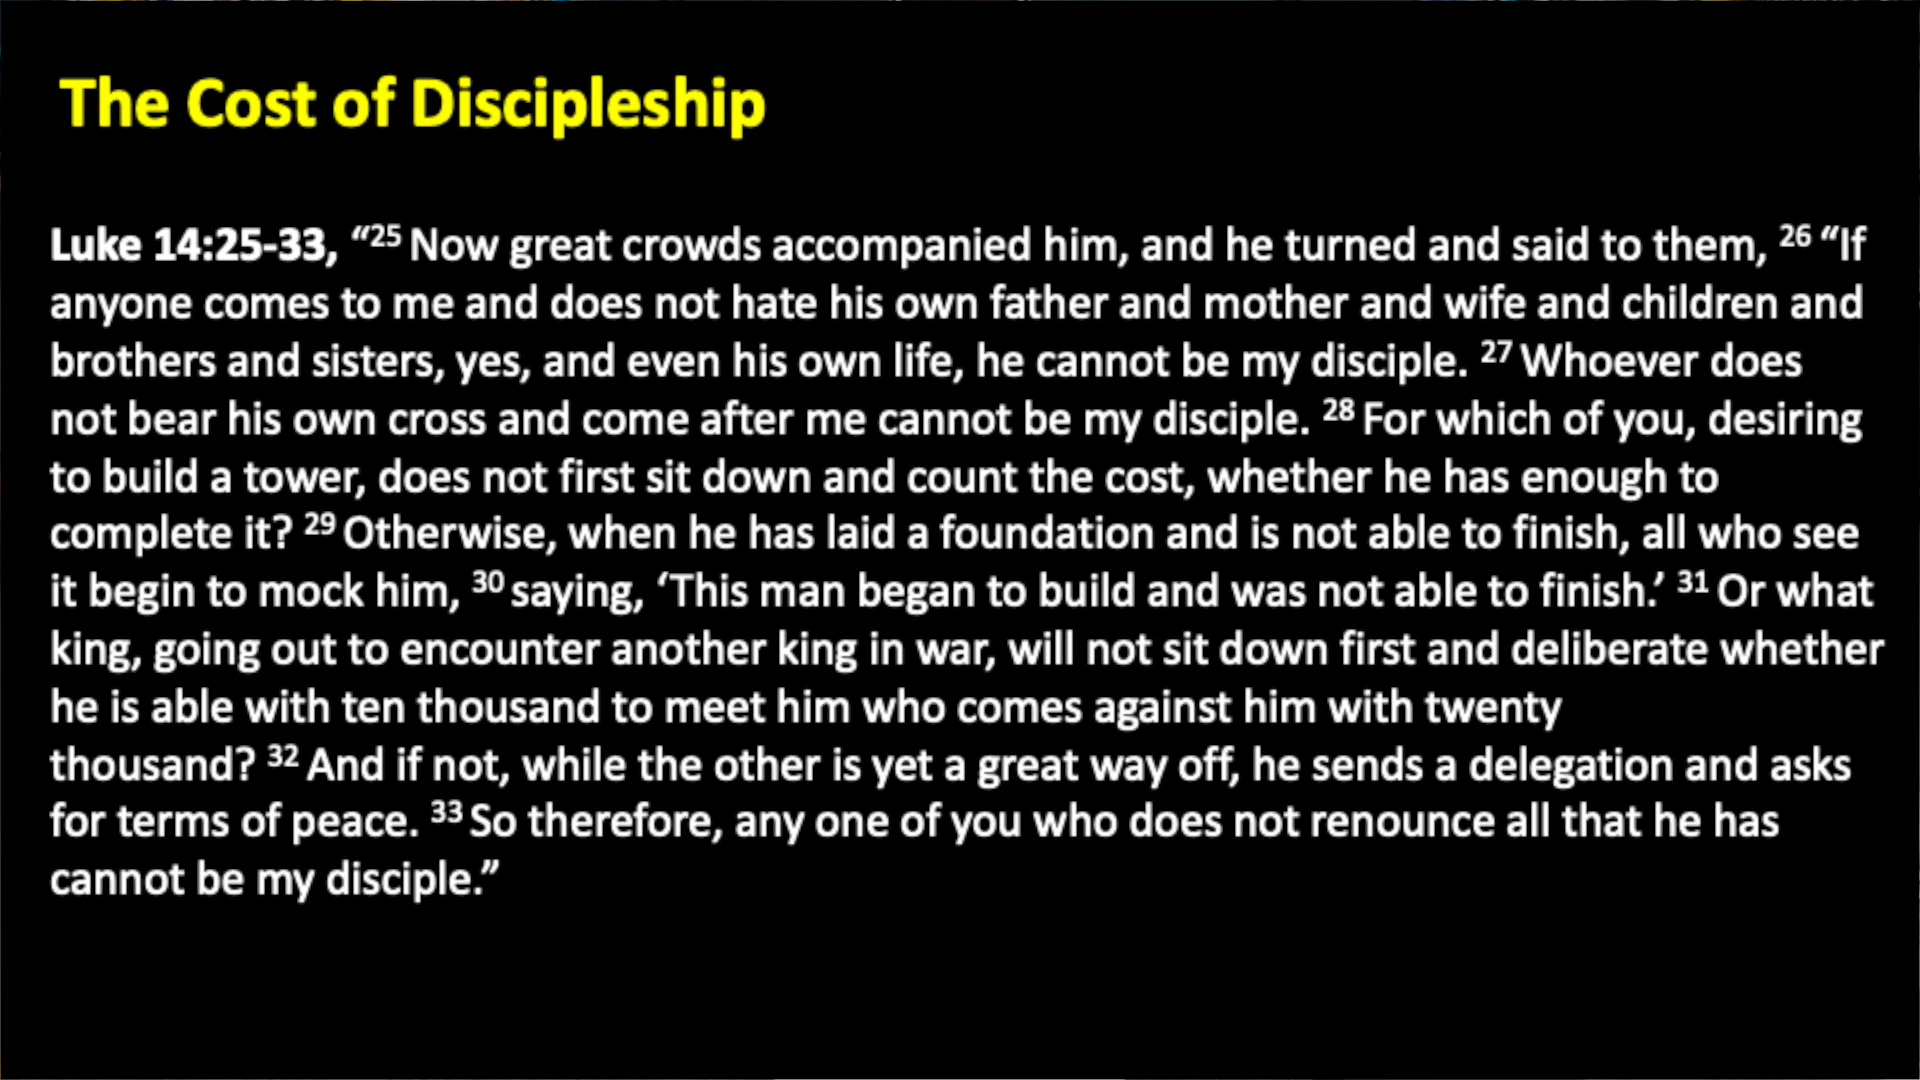 The Cost of Discipleship
Luke 14:25-33, “25 Now great crowds accompanied him, and he turned and said to them, 26 “If
anyone comes to me and does not hate his own father and mother and wife and children and
brothers and sisters, yes, and even his own life, he cannot be my disciple. 27 Whoever does
not bear his own cross and come after me cannot be my disciple. 28 For which of you, desiring
to build a tower, does not first sit down and count the cost, whether he has enough to
complete it? 29 Otherwise, when he has laid a foundation and is not able to finish, all who see
it begin to mock him, 30 saying, ‘This man began to build and was not able to finish.’ 31 Or what
king, going out to encounter another king in war, will not sit down first and deliberate whether
he is able with ten thousand to meet him who comes against him with twenty
thousand? 32 And if not, while the other is yet a great way off, he sends a delegation and asks
for terms of peace. 33 So therefore, any one of you who does not renounce all that he has
cannot be my disciple.”